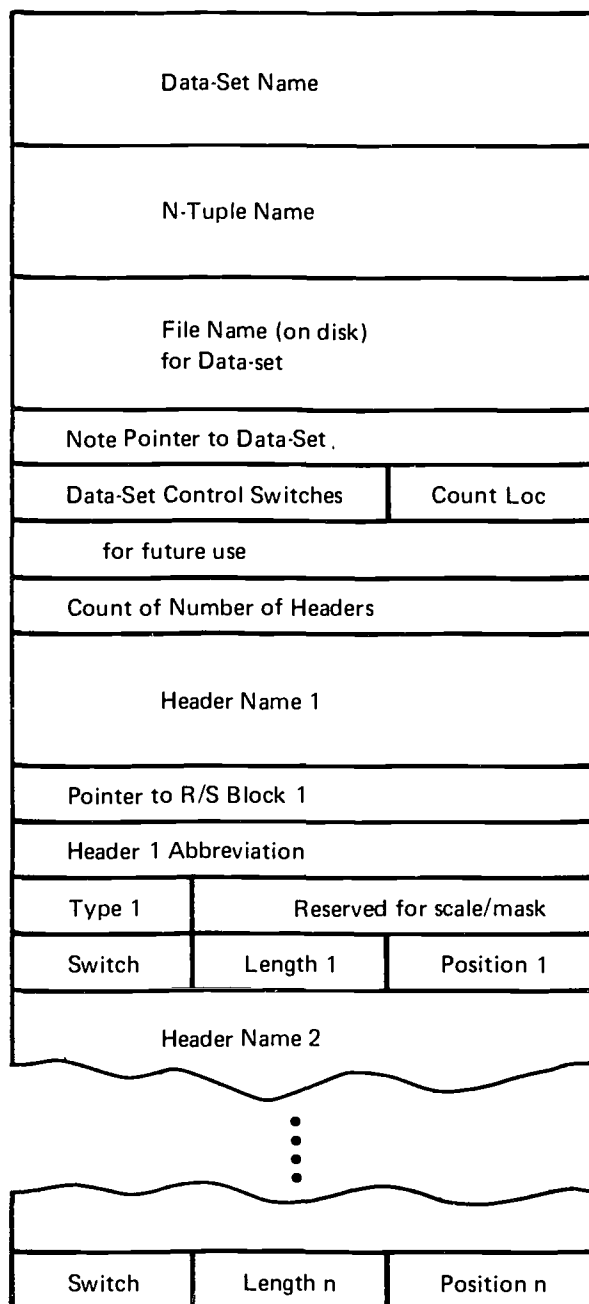 Data-Set Name
N-Tuple Name
File Name (on disk)
for Data-set
Note Pointer to Data-Set .
Data-Set Control Switches Count Loc
for future use
Count of Number of Headers
Header Name 1
Pointer to R/S Block 1
Header 1 Abbreviation
Type 1 Reserved for scale/mask
Switch Length 1 Position 1
Header Name 2
Switch Length n Position n